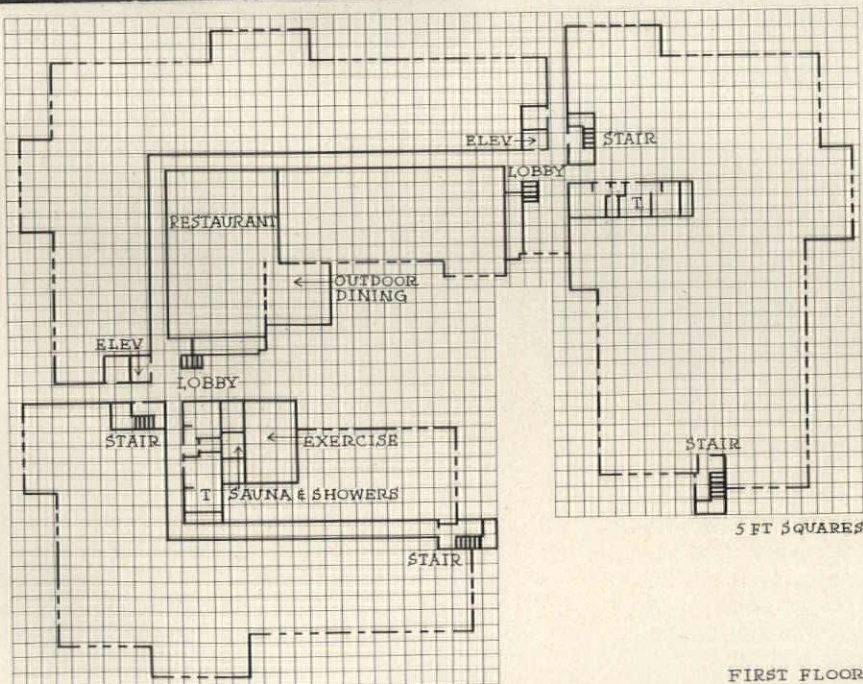 ELEV
STAIR
LOBBY
RESTAURANT
T
OUTDOOR
DINING
ELEV
LOBBY
STAIR
EXERCISE
STAIR
T
SAUNA & SHOWERS
5 FT SQUARES
STAIR
FIRST FLOOR